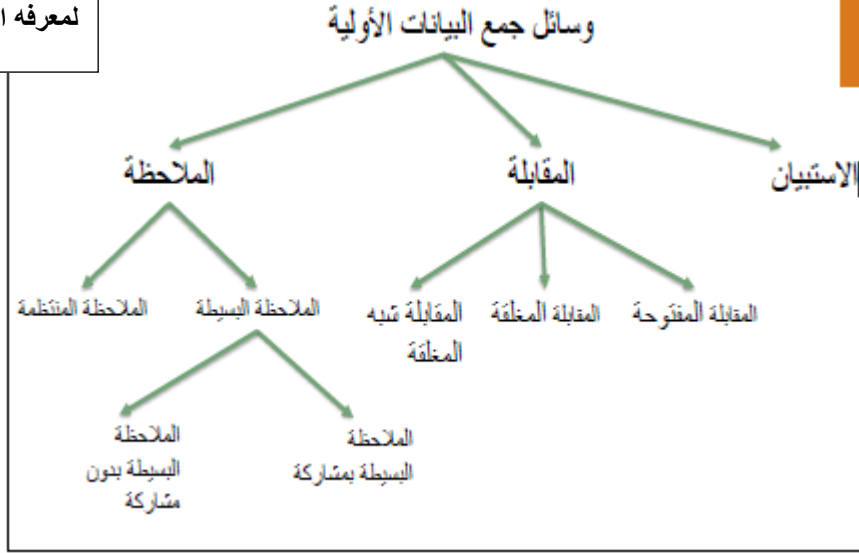 لمعرفه ا
وسائل جمع البيانات الأولية
الاستبيان
المقابلة
الملاحظة
المقابلة المفتوحة
المقابلة المغلقة
المقابلة شبه
المغلقة
الملاحظة البسيطة
الملاحظة المنتظمة
الملاحظة
البسيطة بمشاركة
الملاحظة
البسيطة بدون
مشاركة